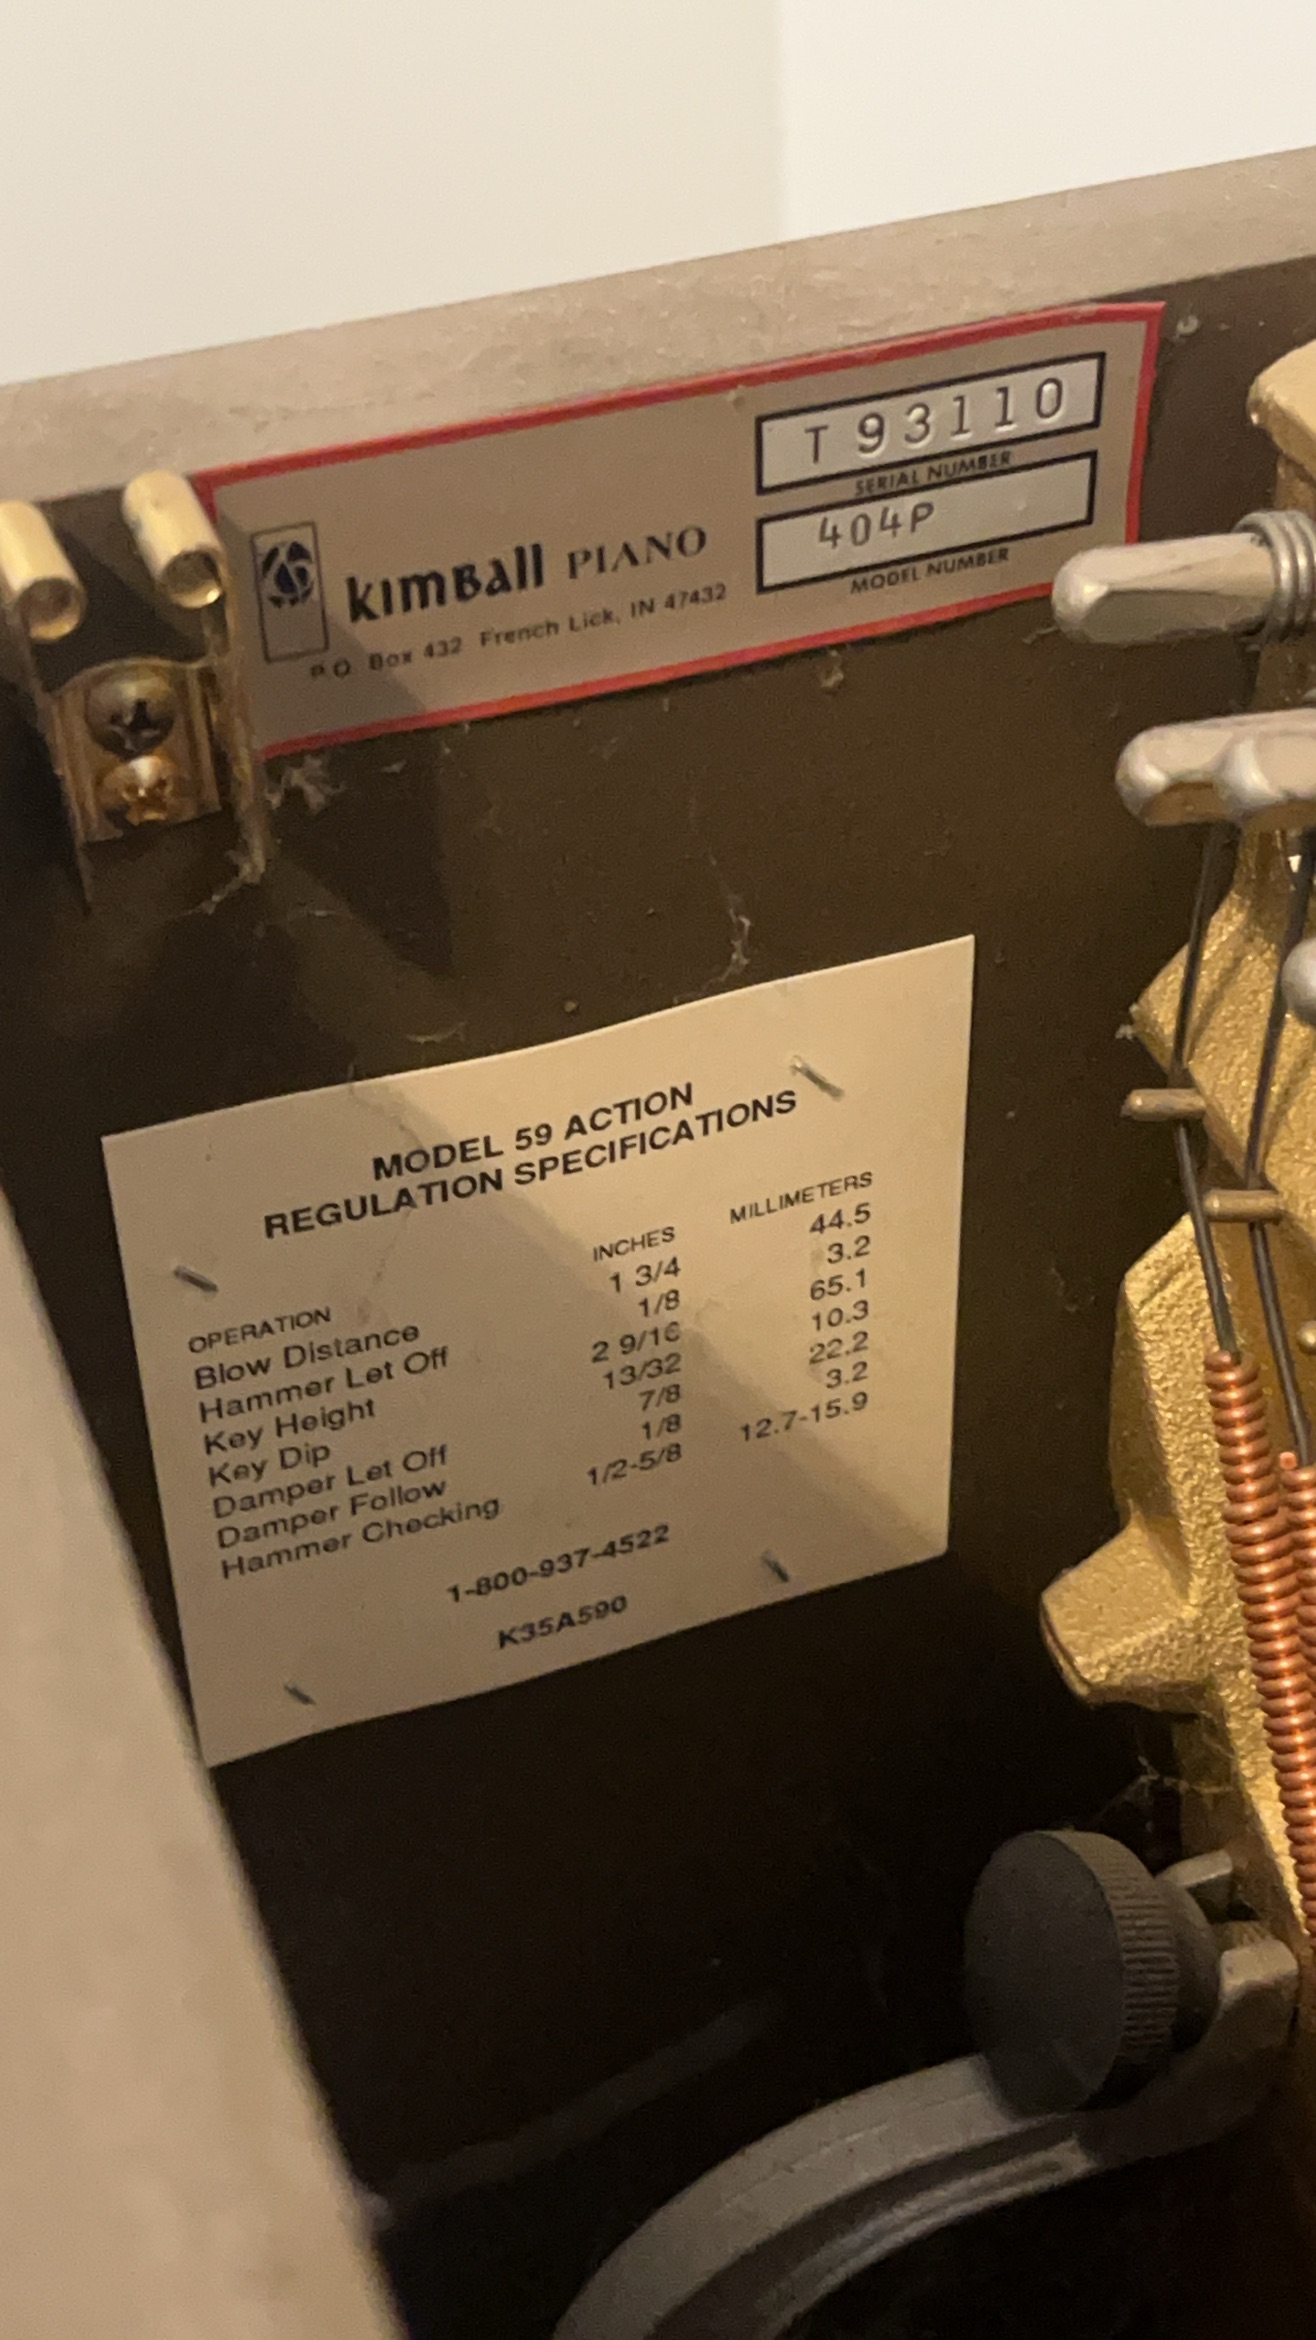 T 93110
SERIAL NUMBER
404P
MODEL NUMBER
KIMBALL PIANO
P.O. Box 432 French Lick, IN 47432
MODEL 59 ACTION
REGULATION SPECIFICATIONS
OPERATION INCHES MILLIMETERS
Blow Distance 1 3/4 44.5
Hammer Let Off 1/8 3.2
Key Height 2 9/16 65.1
Key Dip 13/32 10.3
Damper Let Off 7/8 22.2
Damper Follow 1/8 3.2
Hammer Checking 1/2-5/8 12.7-15.9
1-800-937-4522
K35A590